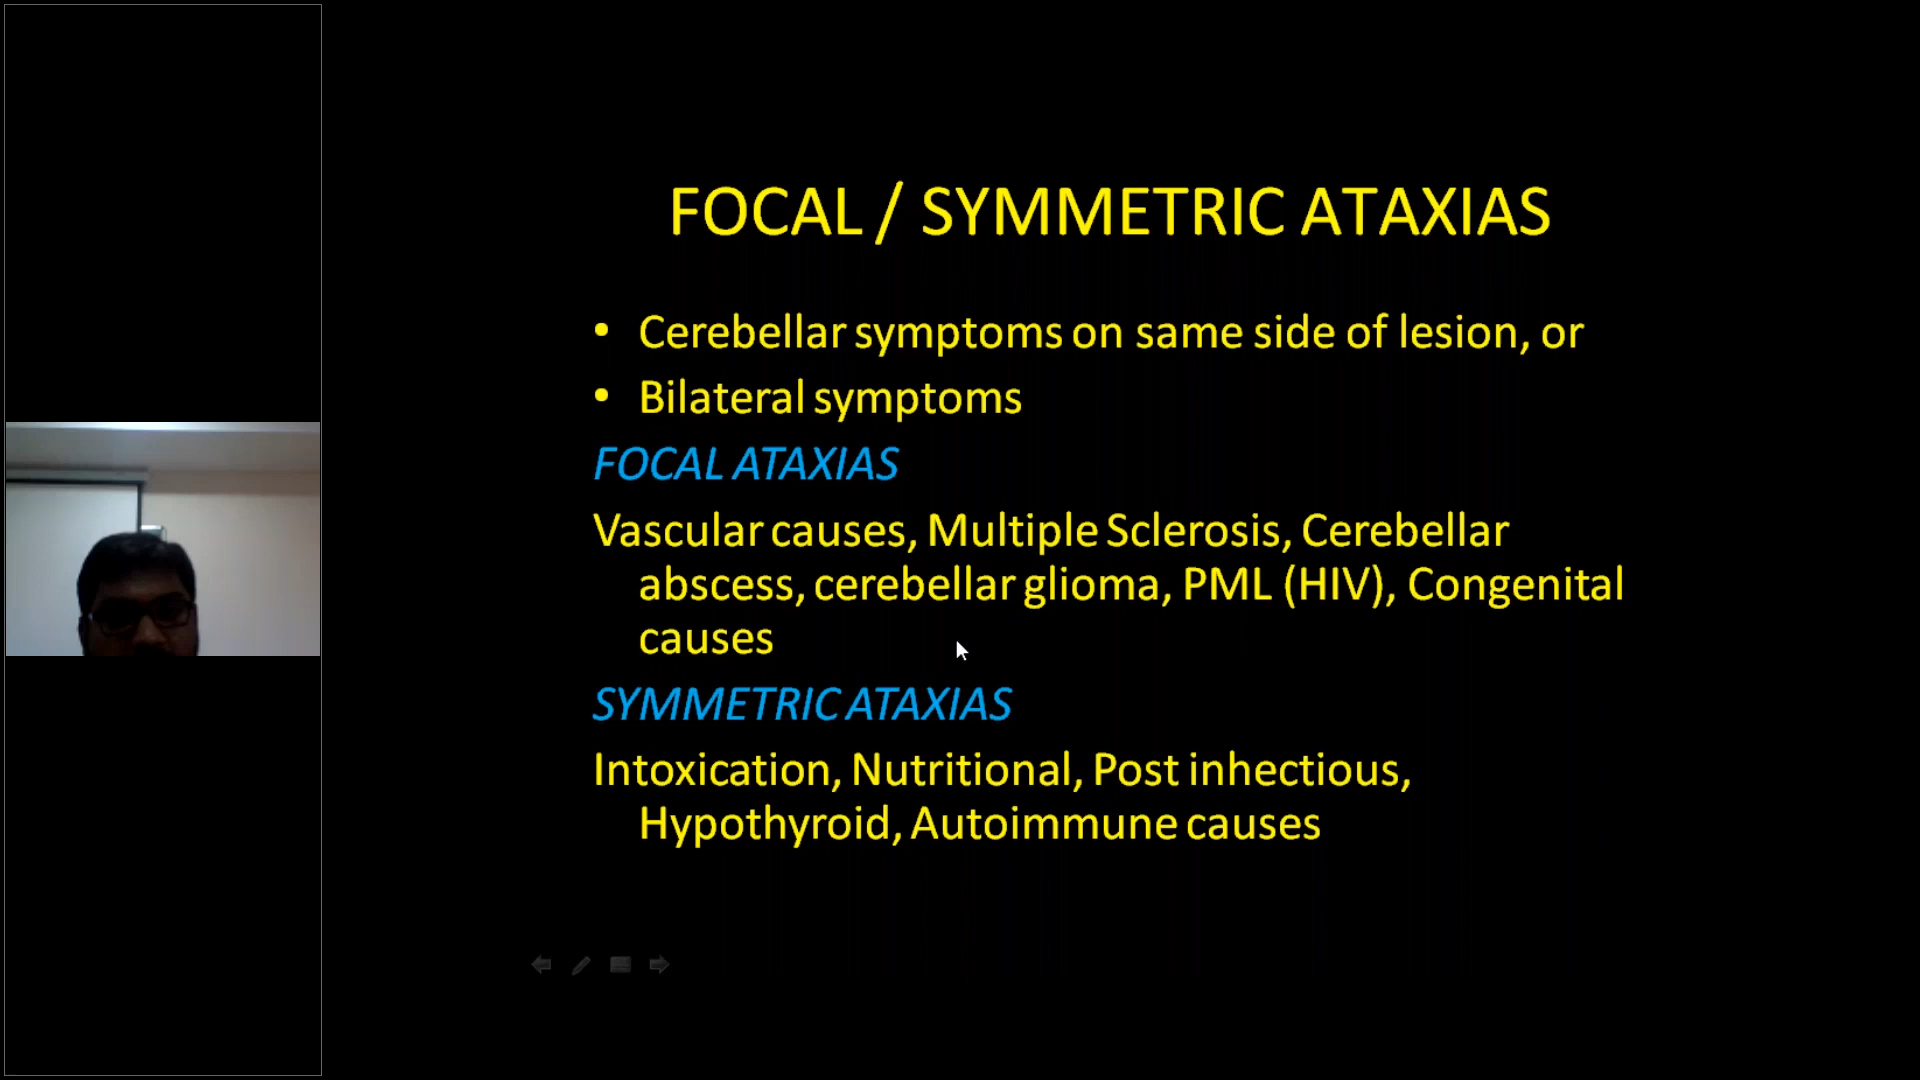 FOCAL / SYMMETRIC ATAXIAS
• Cerebellar symptoms on same side of lesion, or
• Bilateral symptoms
FOCAL ATAXIAS
Vascular causes, Multiple Sclerosis, Cerebellar
abscess, cerebellar glioma, PML (HIV), Congenital
causes
SYMMETRIC ATAXIAS
Intoxication, Nutritional, Post inhectious,
Hypothyroid, Autoimmune causes